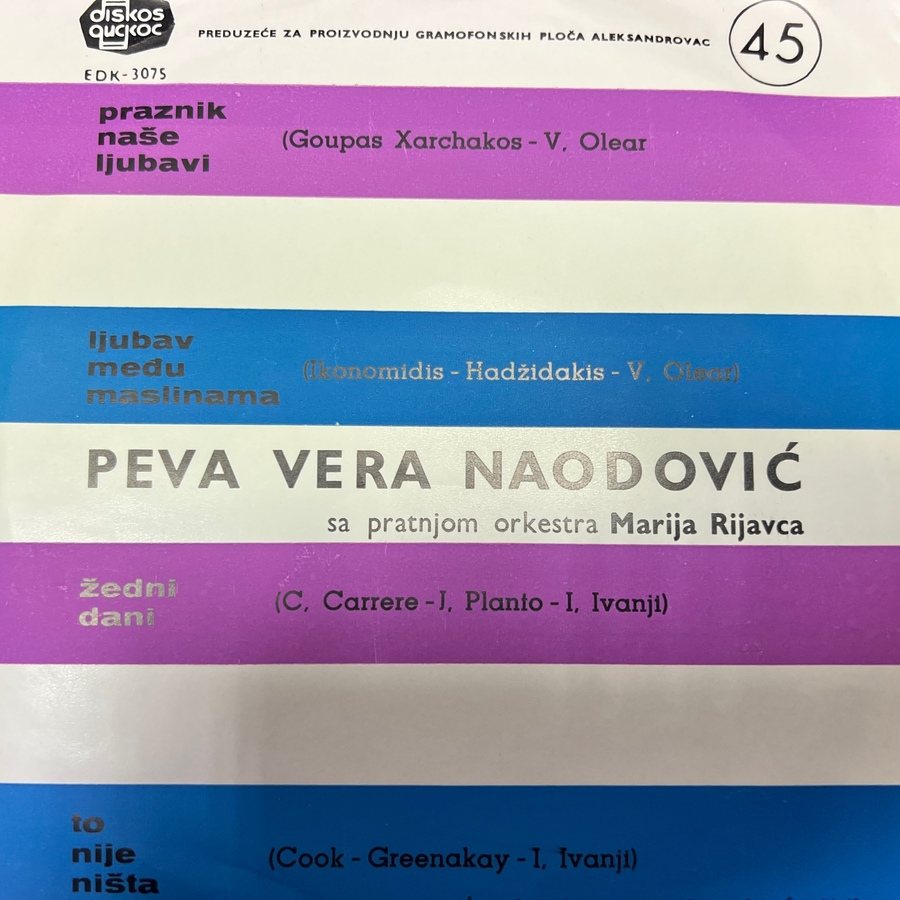 diskos
дискос
PREDUZEĆE ZA PROIZVODNJU GRAMOFONSKIH PLOČA ALEKSANDROVAC
45
EDK-3075
praznik
naše
ljubavi
(Goupas Xarchakos - V. Olear
ljubav
među
maslinama
(Ikonomidis - Hadžidakis - V. Olear)
PEVA VERA NAODOVIĆ
sa pratnjom orkestra Marija Rijavca
žedni
dani
(C. Carrere - J. Planto - I. Ivanji)
to
nije
ništa
(Cook - Greenakay - I. Ivanji)